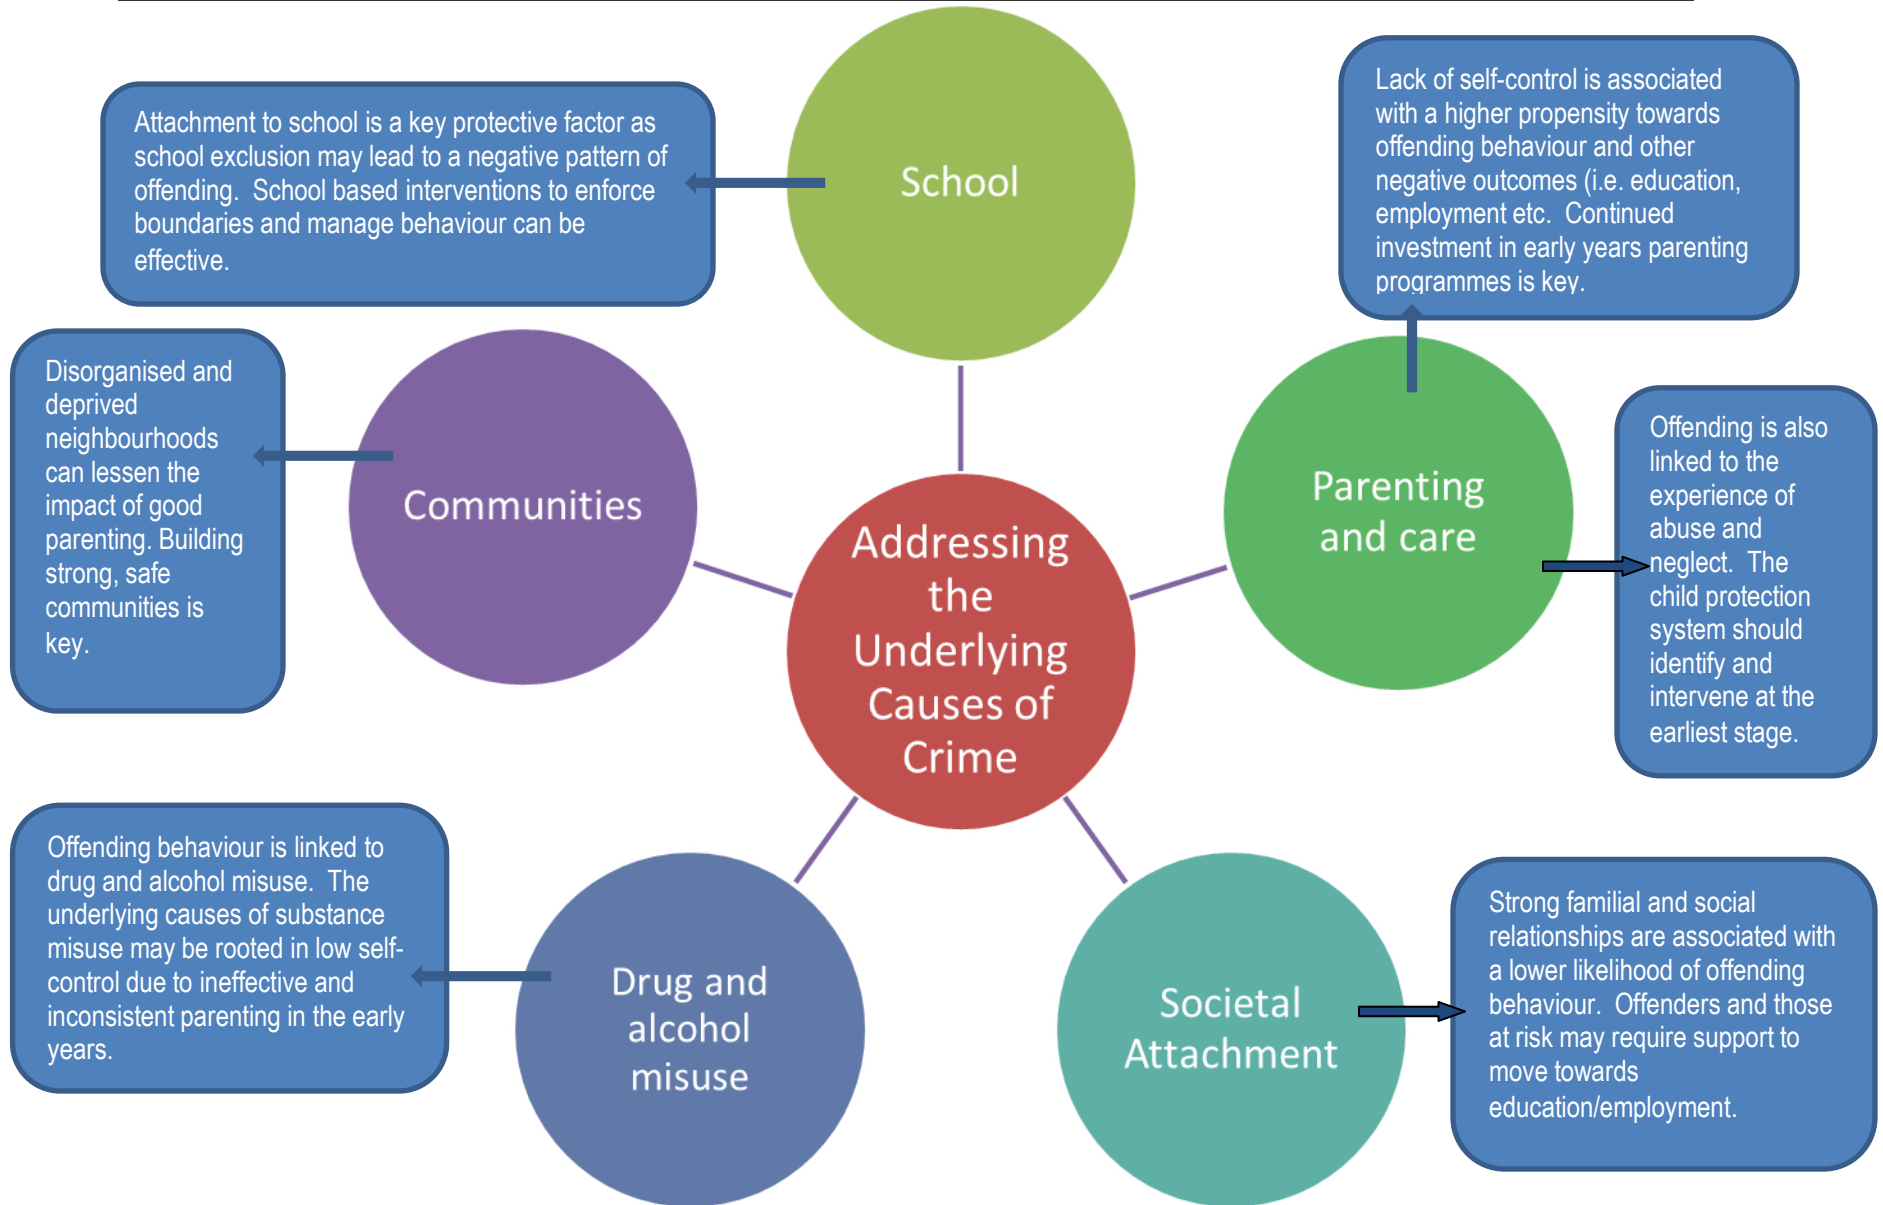 School
Attachment to school is a key protective factor as
school exclusion may lead to a negative pattern of
offending.  School based interventions to enforce
boundaries and manage behaviour can be
effective.
Lack of self-control is associated
with a higher propensity towards
offending behaviour and other
negative outcomes (i.e. education,
employment etc.  Continued
investment in early years parenting
programmes is key.
Communities
Disorganised and
deprived
neighbourhoods
can lessen the
impact of good
parenting. Building
strong, safe
communities is
key.
Parenting
and care
Offending is also
linked to the
experience of
abuse and
neglect.  The
child protection
system should
identify and
intervene at the
earliest stage.
Addressing
the
Underlying
Causes of
Crime
Offending behaviour is linked to
drug and alcohol misuse.  The
underlying causes of substance
misuse may be rooted in low self-
control due to ineffective and
inconsistent parenting in the early
years.
Drug and
alcohol
misuse
Societal
Attachment
Strong familial and social
relationships are associated with
a lower likelihood of offending
behaviour.  Offenders and those
at risk may require support to
move towards
education/employment.